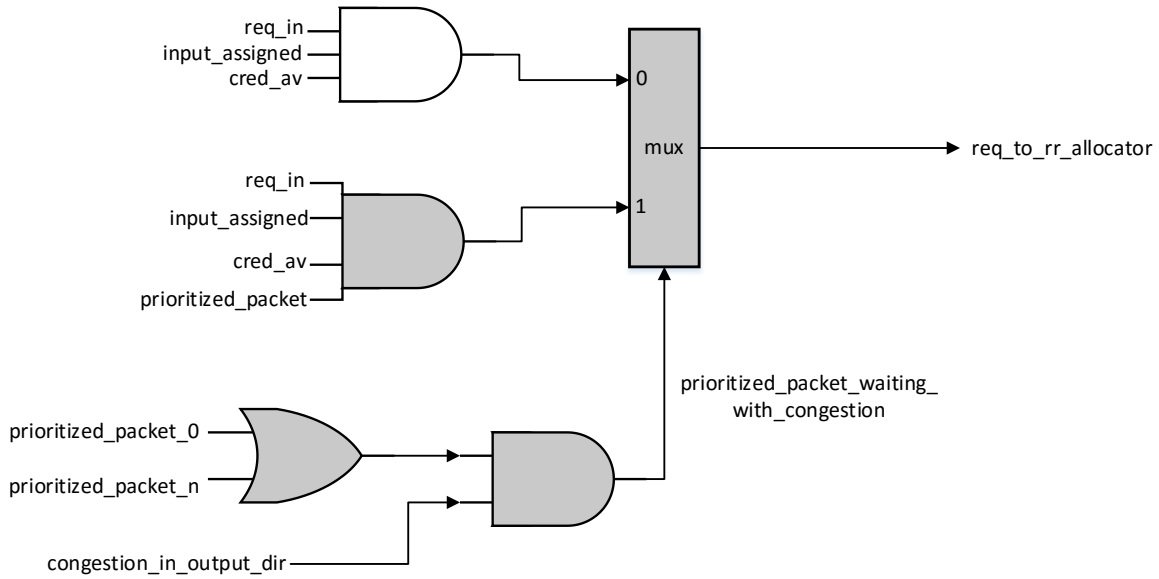 req_in
input_assigned
cred_av
0
mux
req_to_rr_allocator
req_in
input_assigned
cred_av
prioritized_packet
1
prioritized_packet_waiting_
with_congestion
prioritized_packet_0
prioritized_packet_n
congestion_in_output_dir